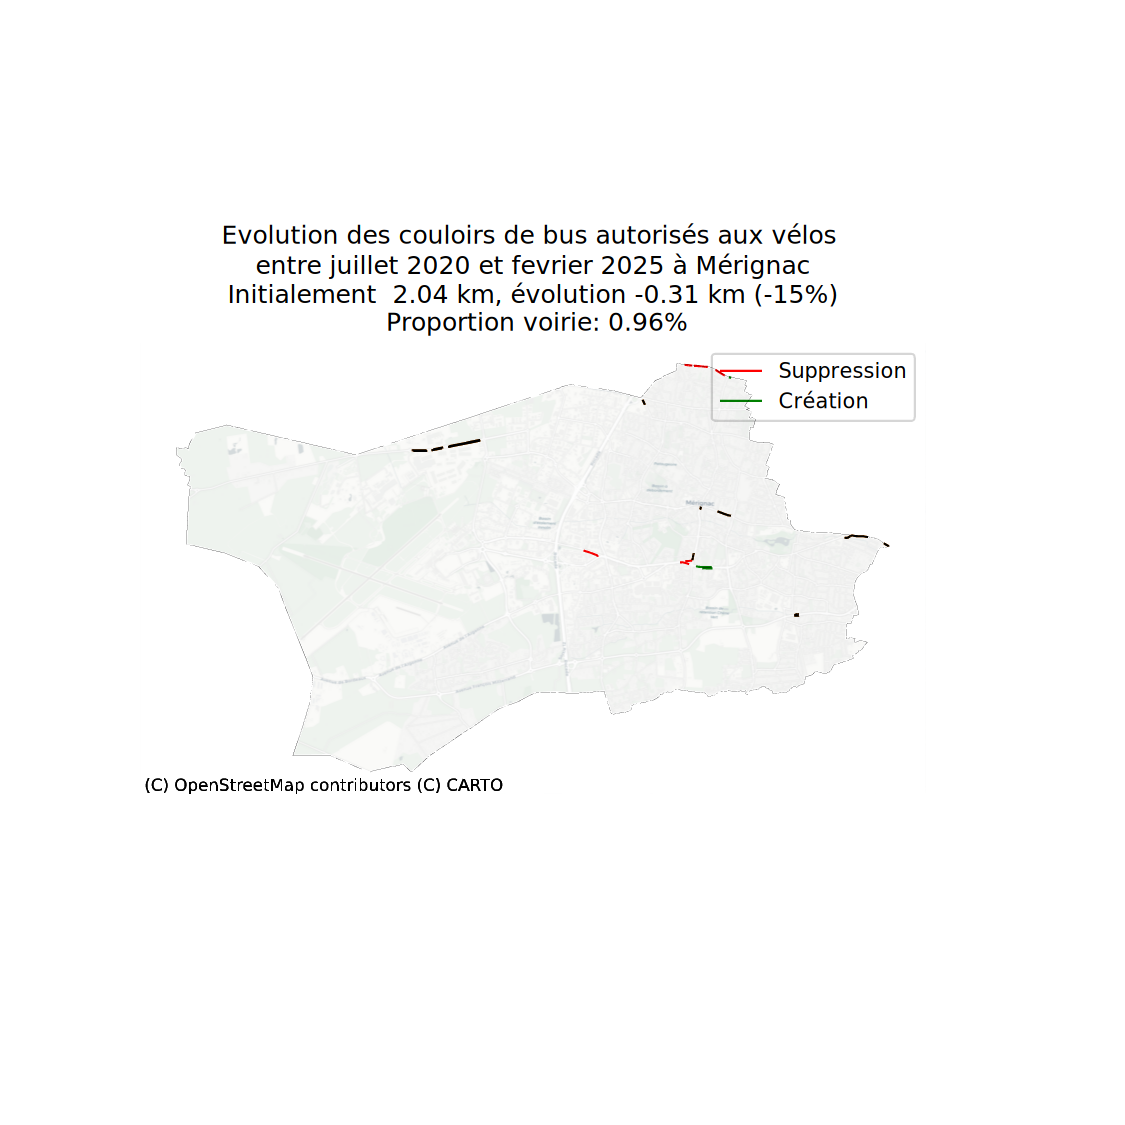 Evolution des couloirs de bus autorisés aux vélos
entre juillet 2020 et fevrier 2025 à Mérignac
Initialement  2.04 km, évolution -0.31 km (-15%)
Proportion voirie: 0.96%
Suppression
Création
Mérignac
(C) OpenStreetMap contributors (C) CARTO